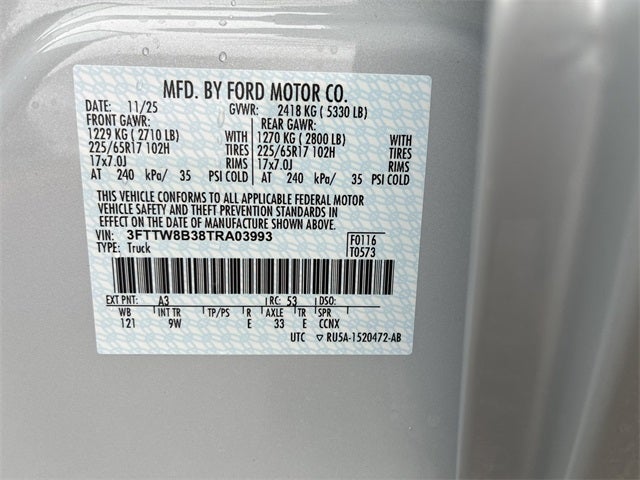 MFD. BY FORD MOTOR CO.
DATE: 11/25 GVWR: 2418 KG ( 5330 LB)
FRONT GAWR: REAR GAWR:
1229 KG ( 2710 LB) WITH 1270 KG ( 2800 LB) WITH
225/65R17 102H TIRES 225/65R17 102H TIRES
17x7.0J RIMS 17x7.0J RIMS
AT 240 kPa/ 35 PSI COLD AT 240 kPa/ 35 PSI COLD
THIS VEHICLE CONFORMS TO ALL APPLICABLE FEDERAL MOTOR
VEHICLE SAFETY AND THEFT PREVENTION STANDARDS IN
EFFECT ON THE DATE OF MANUFACTURE SHOWN ABOVE.
VIN: 3FTTW8B38TRA03993 F0116
TYPE: Truck T0573
EXT PNT: A3 RC: 53 DSO:
WB INT TR TP/PS R AXLE TR SPR
121 9W E 33 E CCNX
UTC RU5A-1520472-AB